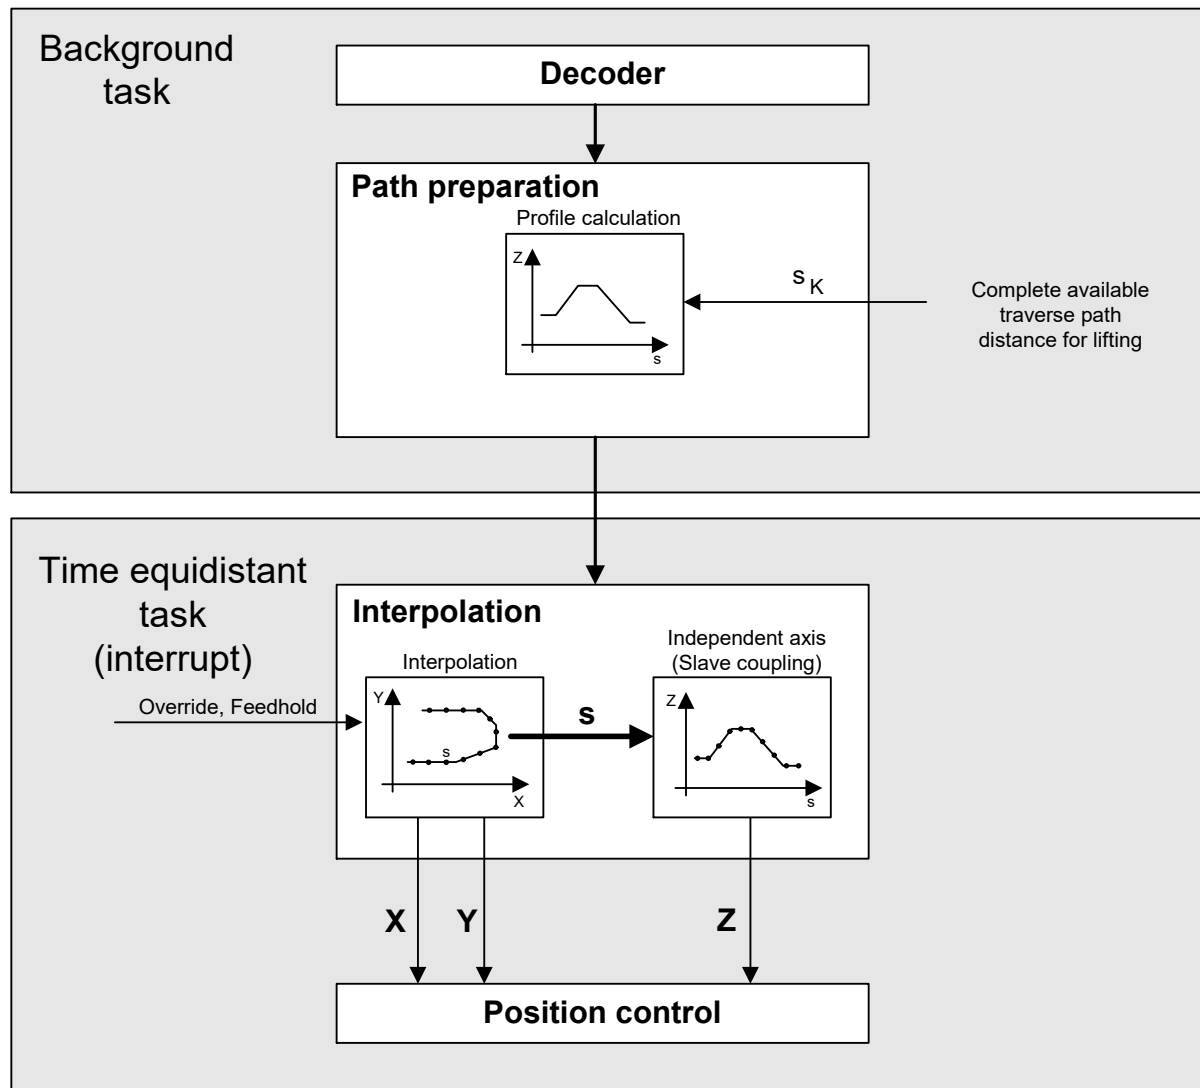 Background
task
Decoder
Path preparation
Profile calculation
Z
s
s K
Complete available
traverse path
distance for lifting
Time equidistant
task
(interrupt)
Override, Feedhold
Interpolation
Interpolation
Y
s
X
s
Independent axis
(Slave coupling)
Z
s
X
Y
Z
Position control